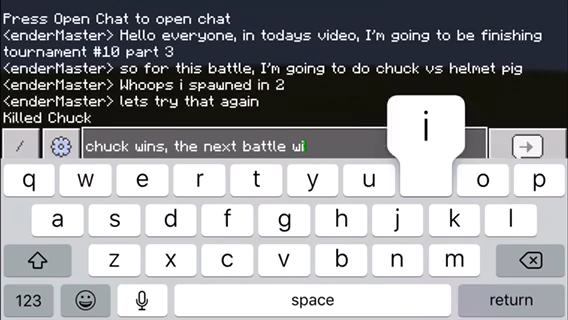 Press Open Chat to open chat
<enderMaster> Hello everyone, in todays video, I'm going to be finishing
tournament #10 part 3
<enderMaster> so for this battle, I'm going to do chuck vs helmet pig
<enderMaster> Whoops i spawned in 2
<enderMaster> lets try that again
Killed Chuck
/ chuck wins, the next battle wi
i
q w e r t y u o p
a s d f g h j k l
z x c v b n m
123 space return